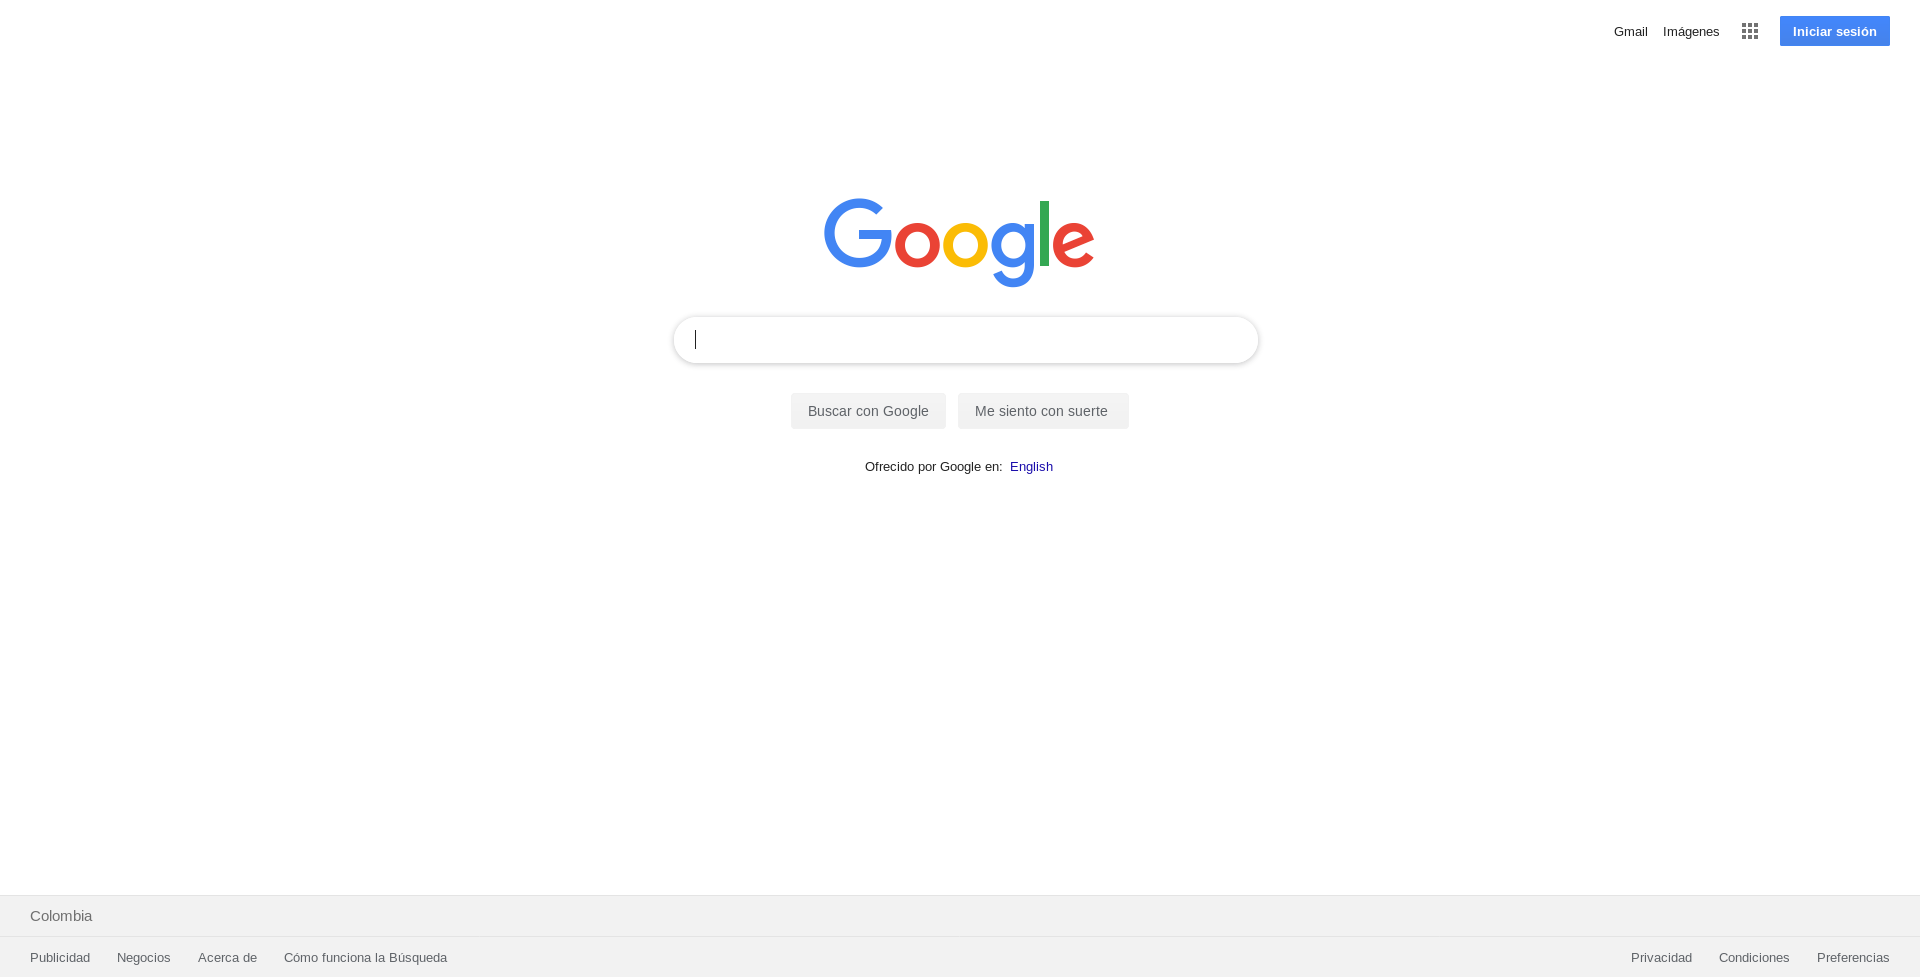 Gmail Imágenes Iniciar sesión
Google
Buscar con Google Me siento con suerte
Ofrecido por Google en: English
Colombia
Publicidad Negocios Acerca de Cómo funciona la Búsqueda Privacidad Condiciones Preferencias